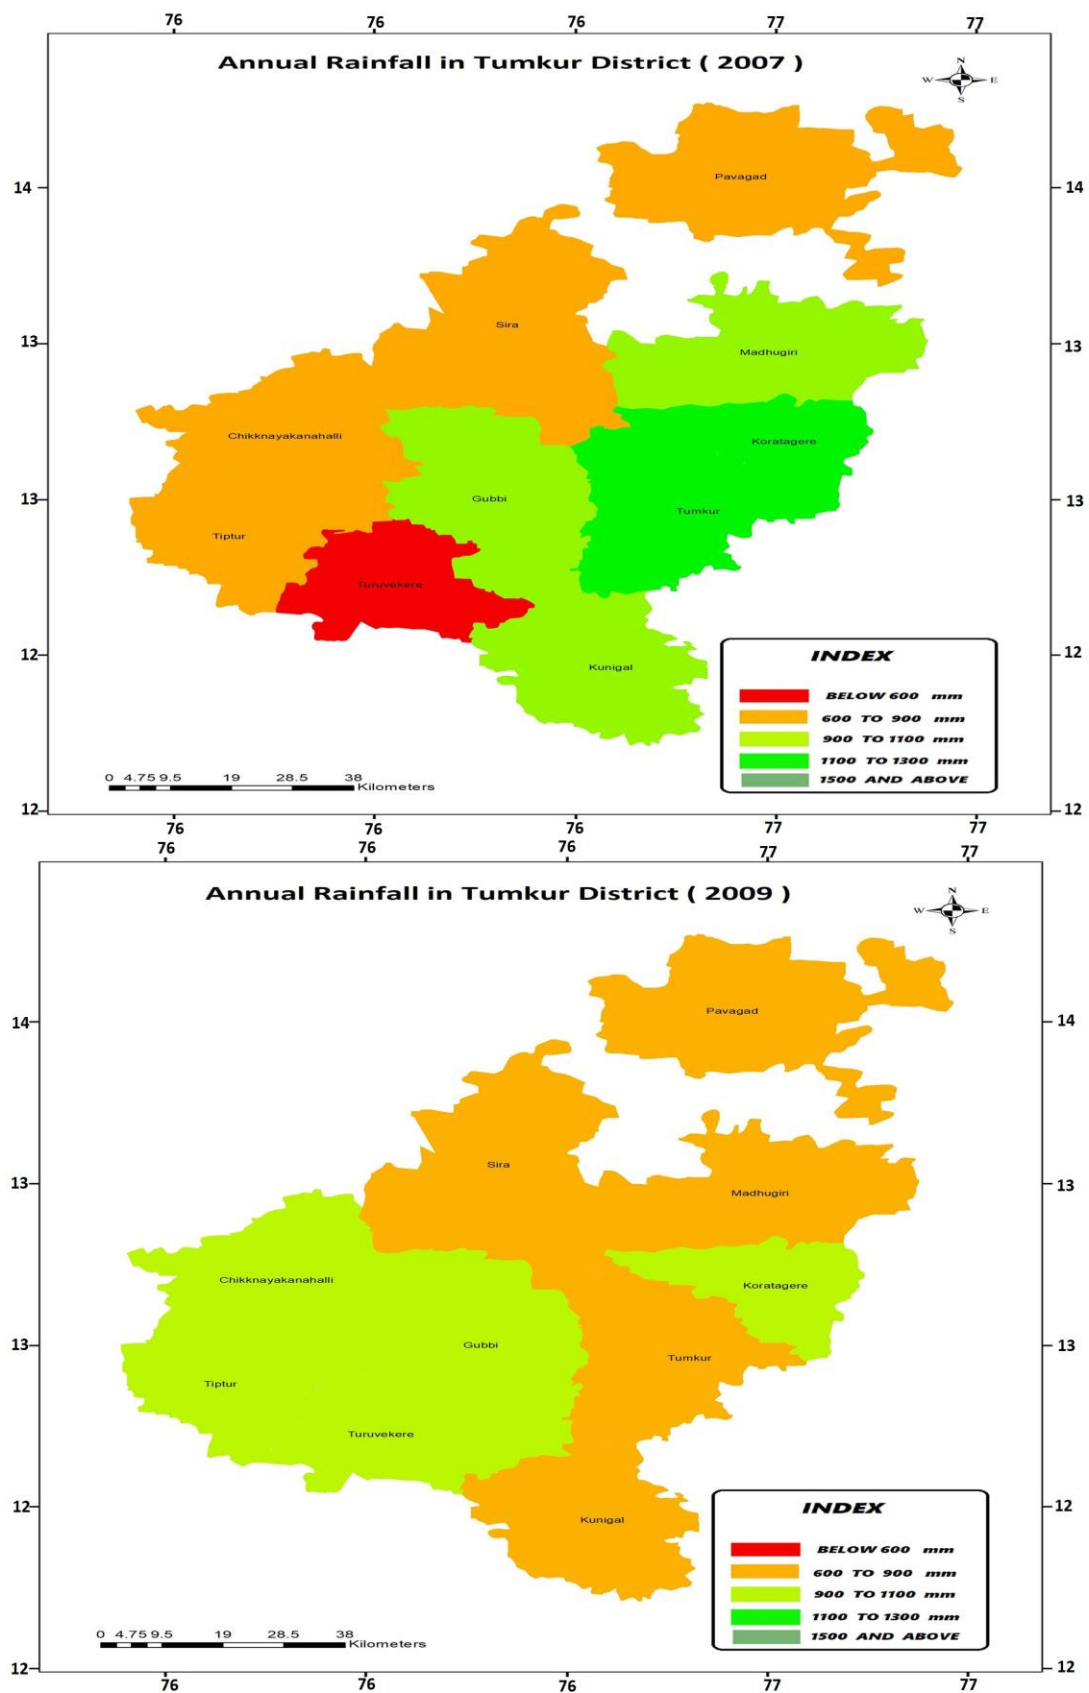 76 76 76 77 77
Annual Rainfall in Tumkur District ( 2007 )
N
W E
S
Pavagad
14 14
Sira
13 13
Madhugiri
Chikknayakanahalli
Koratagere
Gubbi
13 13
Tumkur
Tiptur
Turuvekere
12 12
Kunigal
INDEX
BELOW 600 mm
600 TO 900 mm
900 TO 1100 mm
1100 TO 1300 mm
1500 AND ABOVE
0 4.75 9.5 19 28.5 38
Kilometers
12 12
76 76 76 77 77
76 76 76 77 77
Annual Rainfall in Tumkur District ( 2009 )
N
W E
S
Pavagad
14 14
Sira
13 13
Madhugiri
Chikknayakanahalli
Koratagere
Gubbi
13 13
Tumkur
Tiptur
Turuvekere
12 12
Kunigal
INDEX
BELOW 600 mm
600 TO 900 mm
900 TO 1100 mm
1100 TO 1300 mm
1500 AND ABOVE
0 4.75 9.5 19 28.5 38
Kilometers
12 12
76 76 76 77 77